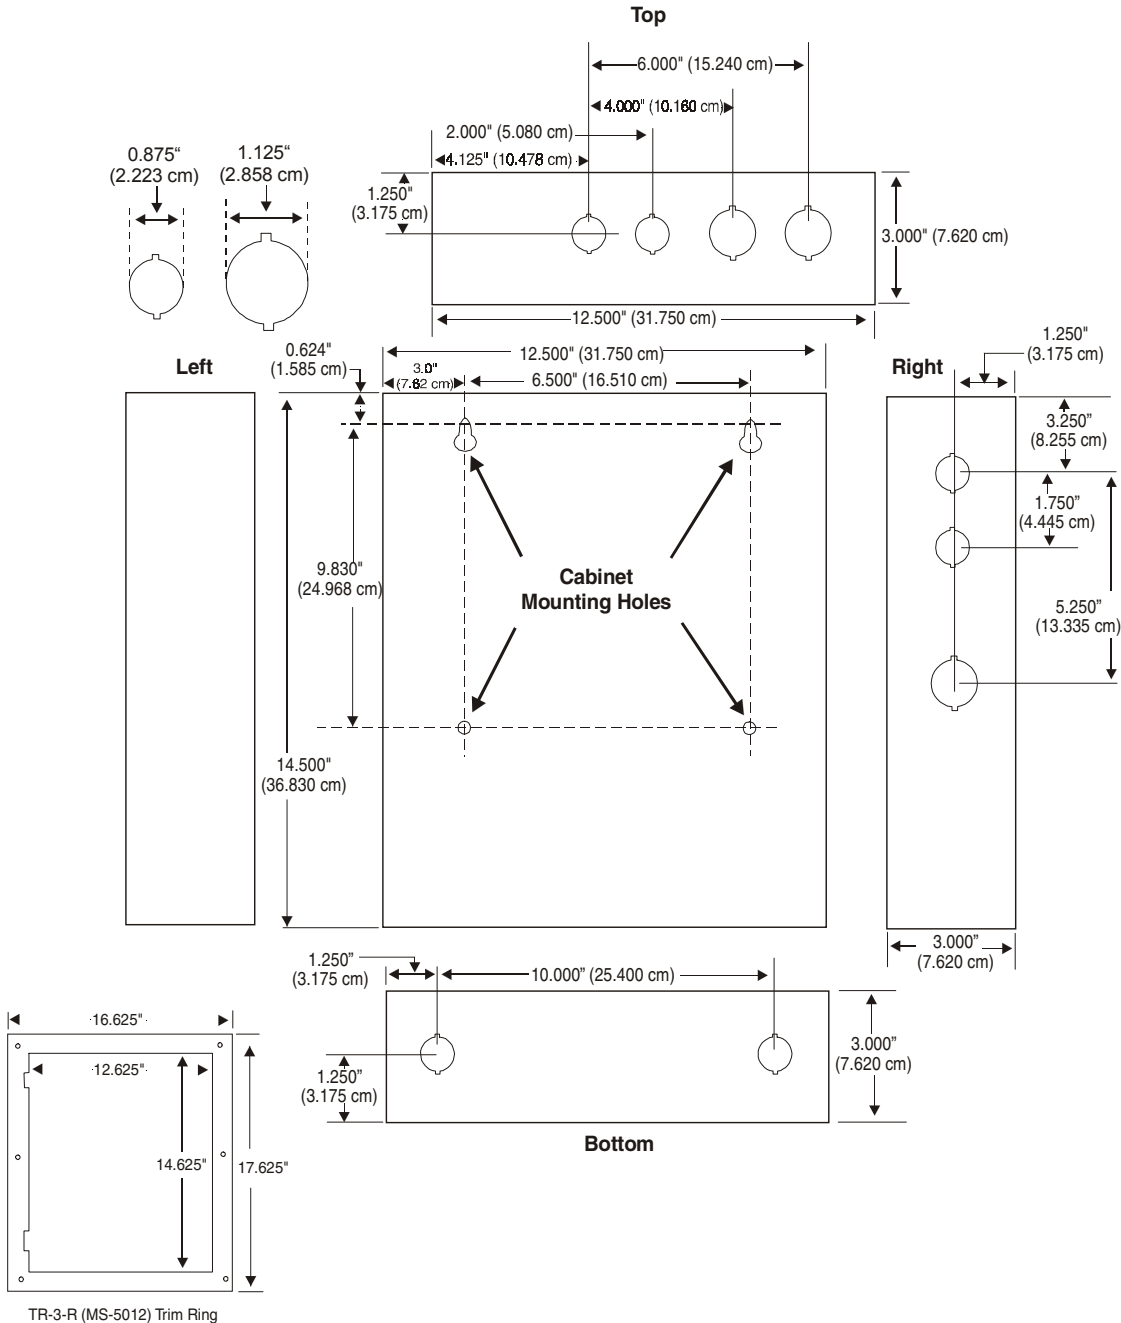 Top
6.000" (15.240 cm)
4.000" (10.160 cm)
2.000" (5.080 cm)
4.125" (10.478 cm)
0.875“
(2.223 cm)
1.125“
(2.858 cm)
1.250"
(3.175 cm)
3.000" (7.620 cm)
12.500" (31.750 cm)
0.624"
(1.585 cm)
12.500" (31.750 cm)
3.0"
(7.62 cm)
6.500" (16.510 cm)
1.250"
(3.175 cm)
Left
Right
3.250”
(8.255 cm)
1.750”
(4.445 cm)
9.830"
(24.968 cm)
Cabinet
Mounting Holes
5.250”
(13.335 cm)
14.500"
(36.830 cm)
3.000”
(7.620 cm)
1.250”
(3.175 cm)
10.000” (25.400 cm)
16.625"
12.625"
3.000”
(7.620 cm)
1.250”
(3.175 cm)
Bottom
14.625"
17.625"
TR-3-R (MS-5012) Trim Ring